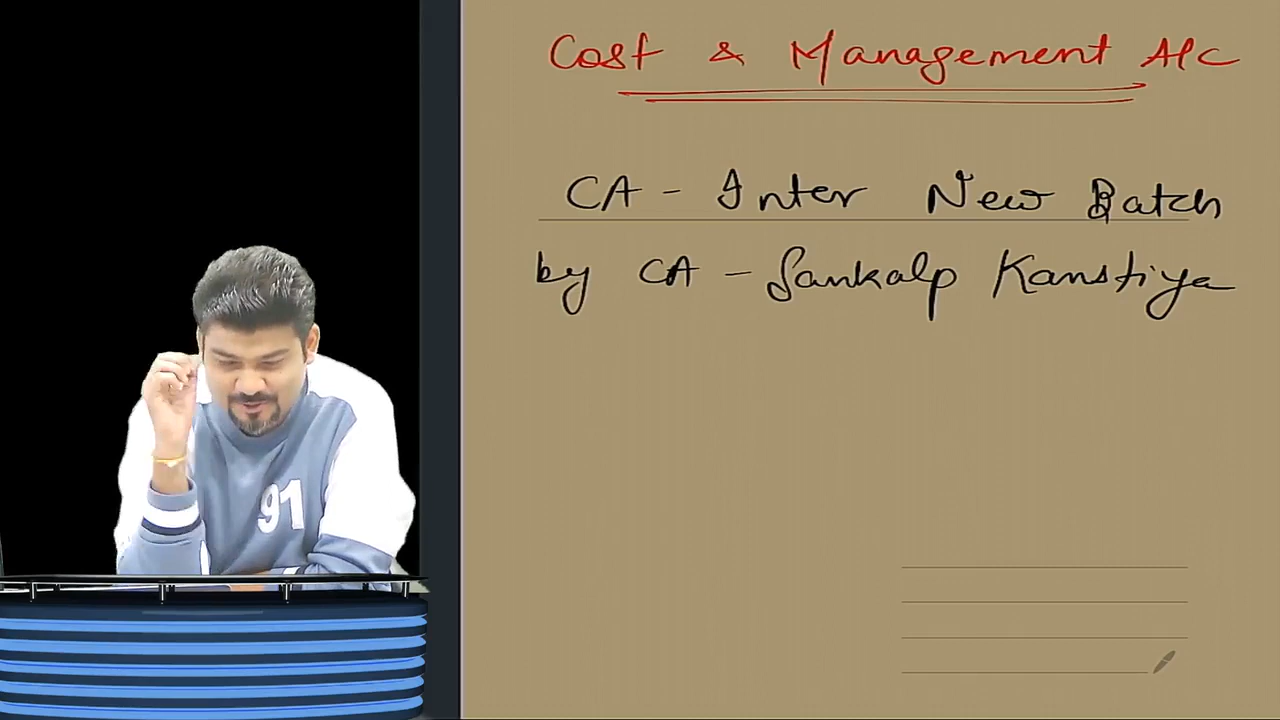 Cost & Management A/C
CA - Inter New Batch
by CA - Sankalp Kanstiya
91